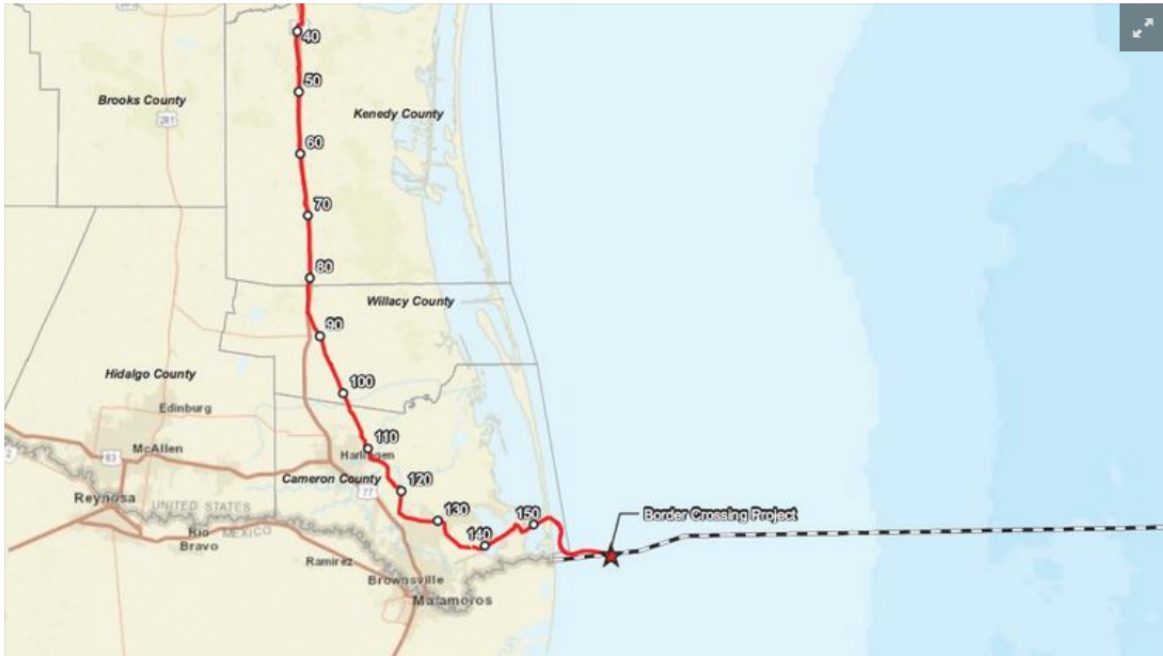 40
50
Brooks County
Kenedy County
281
60
70
80
Willacy County
90
Hidalgo County
100
Edinburg
110
McAllen
83
2
Harlingen
Cameron County
77
120
Reynosa
UNITED STATES
MEXICO
130
150
Border Crossing Project
Rio
Bravo
140
Ramirez
Brownsville
Matamoros